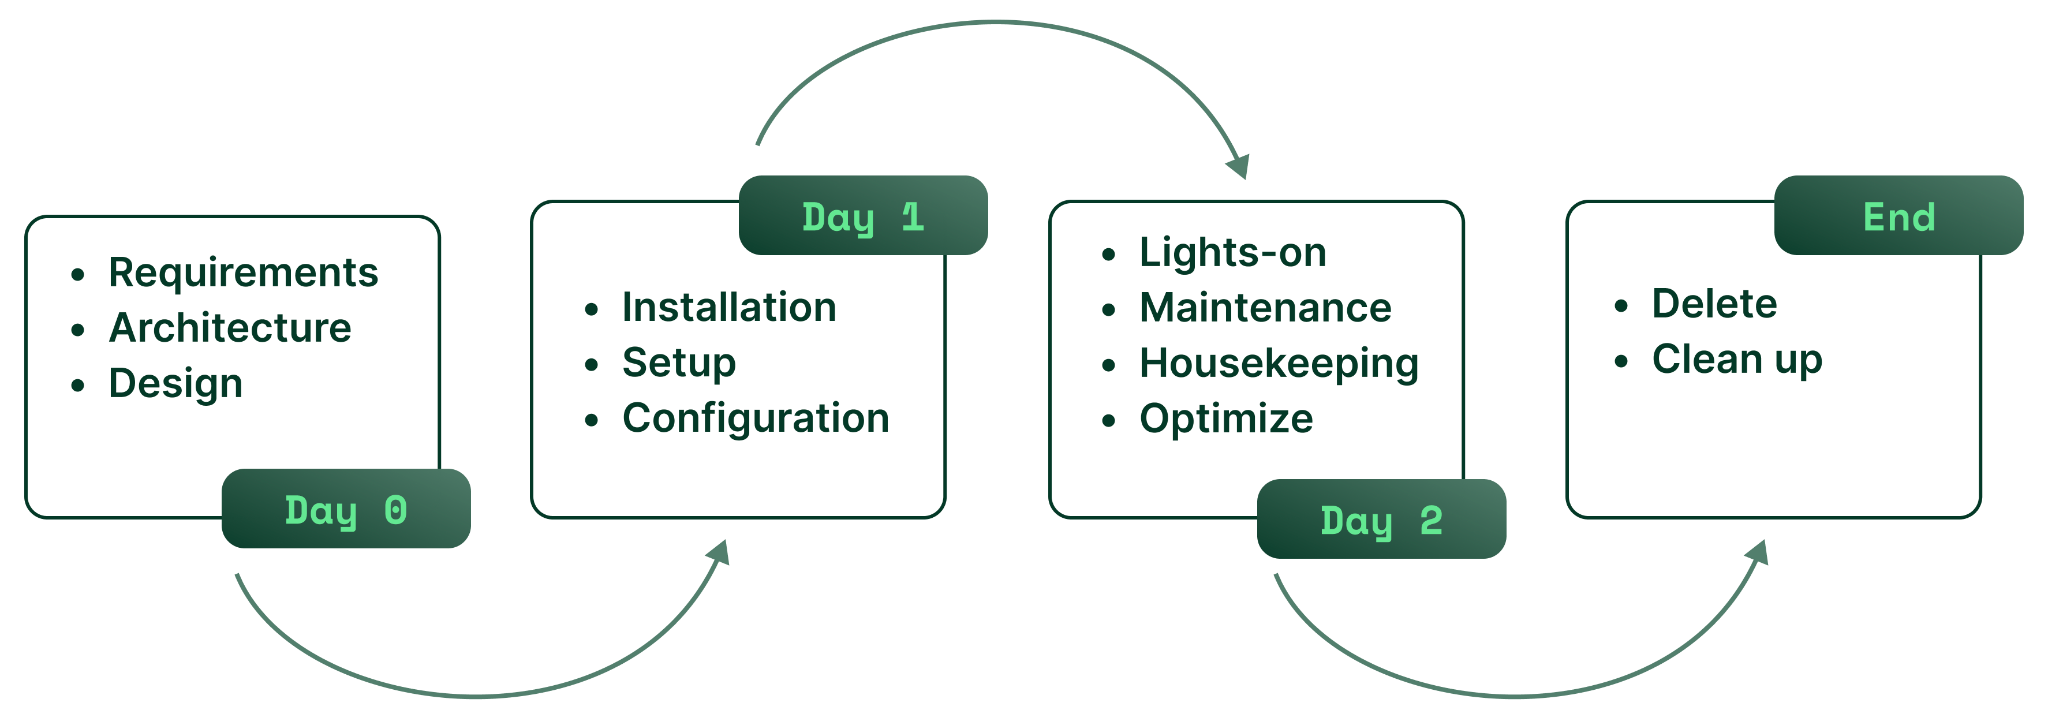 Requirements
Architecture
Design
Day 0
Day 1
Installation
Setup
Configuration
Lights-on
Maintenance
Housekeeping
Optimize
Day 2
End
Delete
Clean up